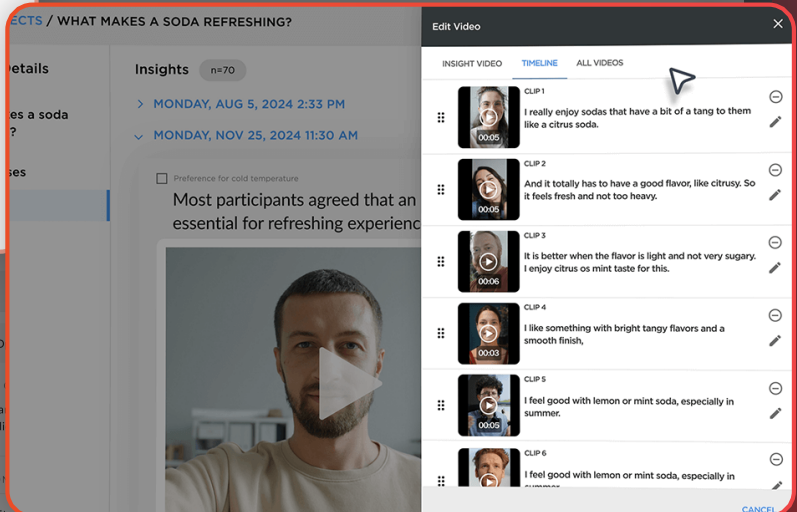 ECTS / WHAT MAKES A SODA REFRESHING?
Details
es a soda
?
ses
Insights n=70
MONDAY, AUG 5, 2024 2:33 PM
MONDAY, NOV 25, 2024 11:30 AM
Preference for cold temperature
Most participants agreed that an
essential for refreshing experienc
Edit Video
INSIGHT VIDEO TIMELINE ALL VIDEOS
CLIP 1
I really enjoy sodas that have a bit of a tang to them
like a citrus soda.
00:05
CLIP 2
And it totally has to have a good flavor, like citrusy. So
it feels fresh and not too heavy.
00:05
CLIP 3
It is better when the flavor is light and not very sugary.
I enjoy citrus os mint taste for this.
00:06
CLIP 4
I like something with bright tangy flavors and a
smooth finish,
00:03
CLIP 5
I feel good with lemon or mint soda, especially in
summer.
00:05
CLIP 6
I feel good with lemon or mint soda, especially in
summer
CANCEL